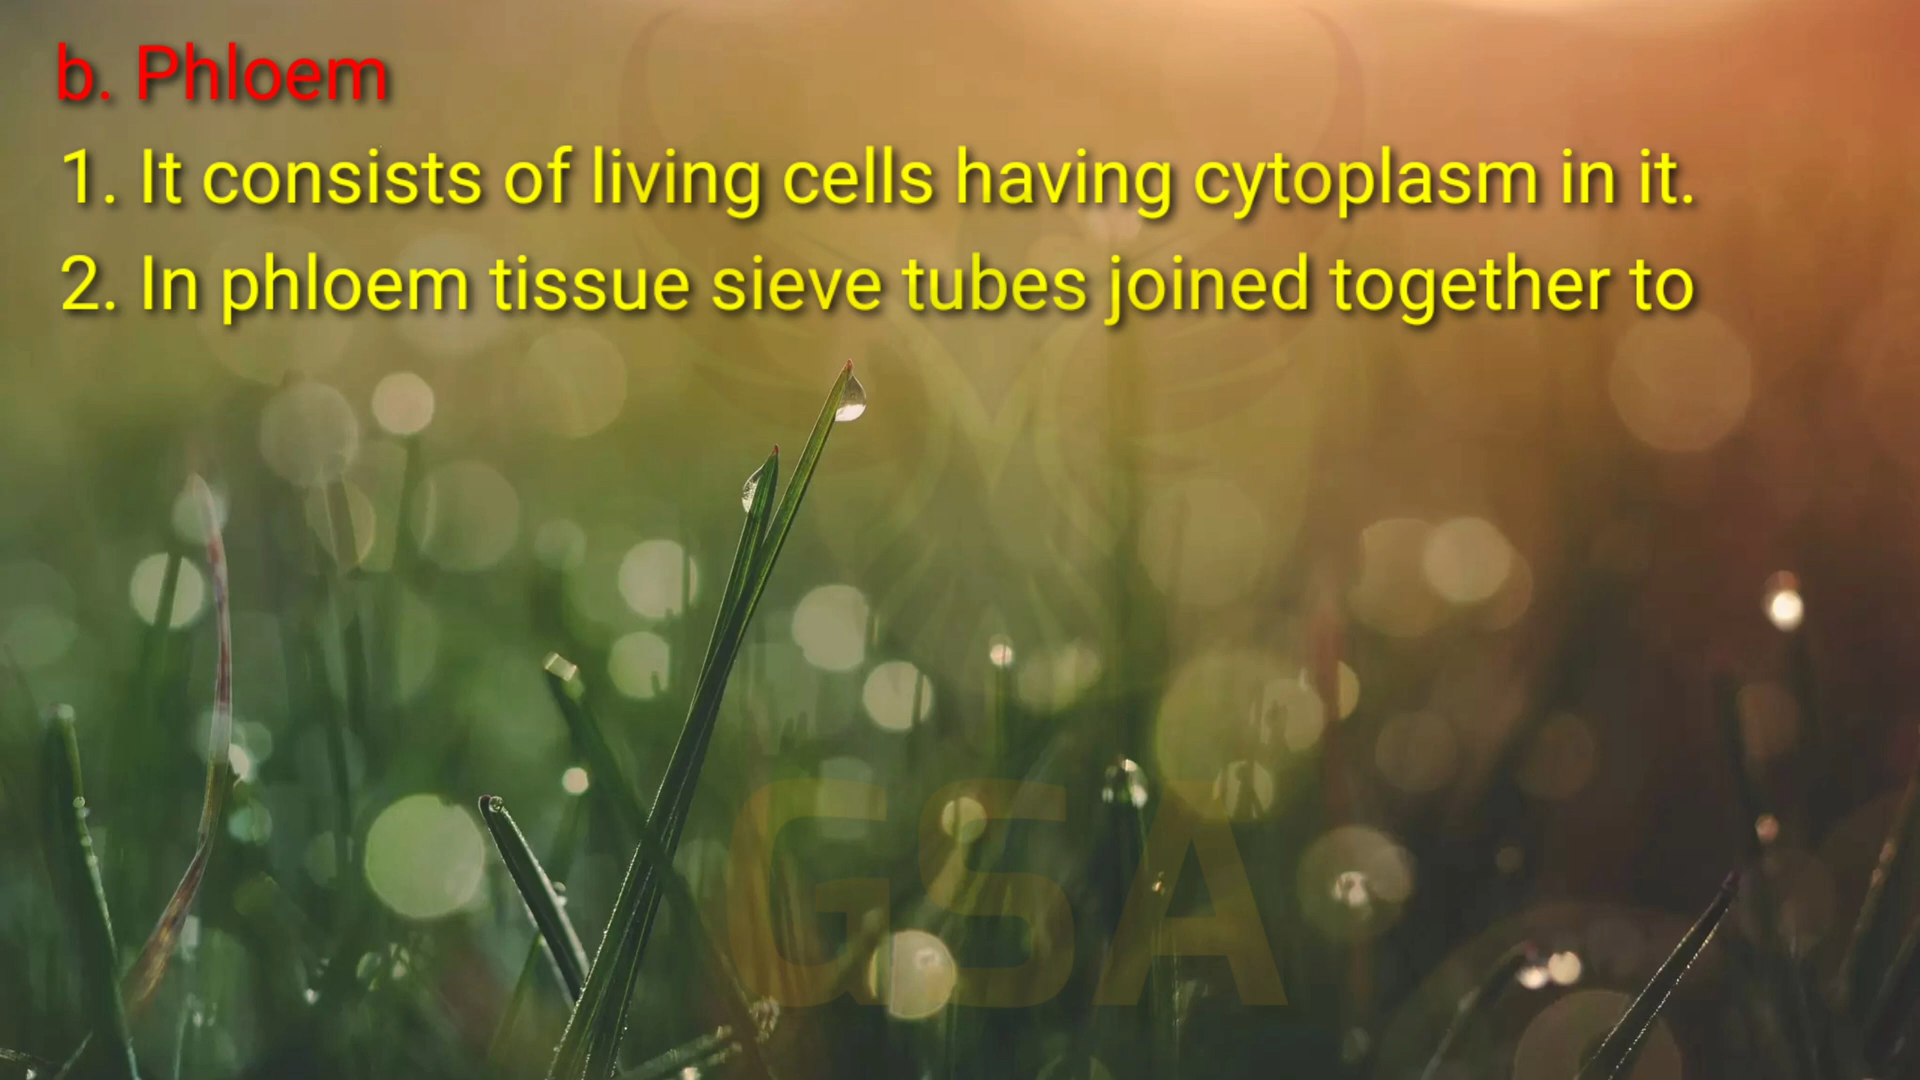 b. Phloem
1. It consists of living cells having cytoplasm in it.
2. In phloem tissue sieve tubes joined together to
GSA